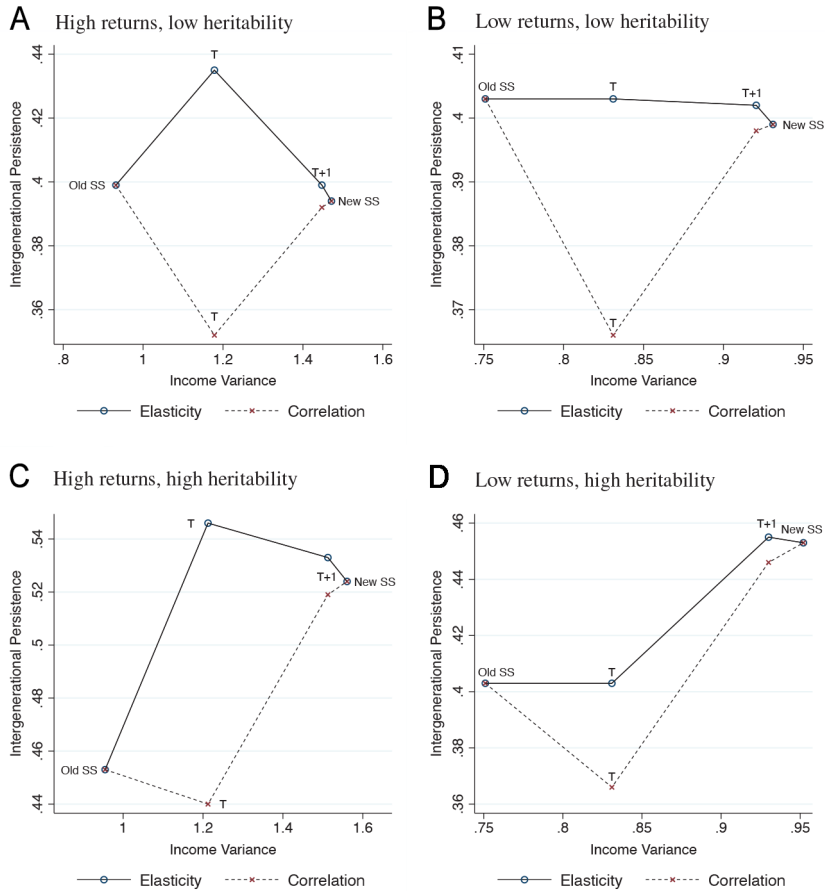 A High returns, low heritability
Intergenerational Persistence
.44
.42
.4
.38
.36
T
Old SS
T+1
New SS
T
.8 1 1.2 1.4 1.6
Income Variance
Elasticity Correlation
B Low returns, low heritability
Intergenerational Persistence
.41
.4
.39
.38
.37
Old SS
T
T+1
New SS
T
.75 .8 .85 .9 .95
Income Variance
Elasticity Correlation
C High returns, high heritability
Intergenerational Persistence
.54
.52
.5
.48
.46
.44
T
T+1
New SS
Old SS
T
1 1.2 1.4 1.6
Income Variance
Elasticity Correlation
D Low returns, high heritability
Intergenerational Persistence
.46
.44
.42
.4
.38
.36
T+1
New SS
Old SS
T
T
.75 .8 .85 .9 .95
Income Variance
Elasticity Correlation